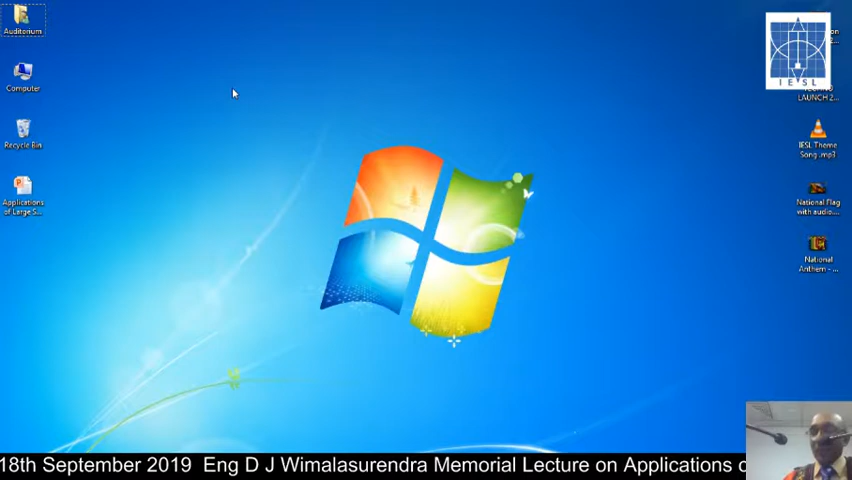 Auditorium
Computer
Recycle Bin
Applications
of Large S...
I E S L
LAUNCH 2...
IESL Theme
Song .mp3
National Flag
with audio...
National
Anthem - ...
18th September 2019 Eng D J Wimalasurendra Memorial Lecture on Applications o